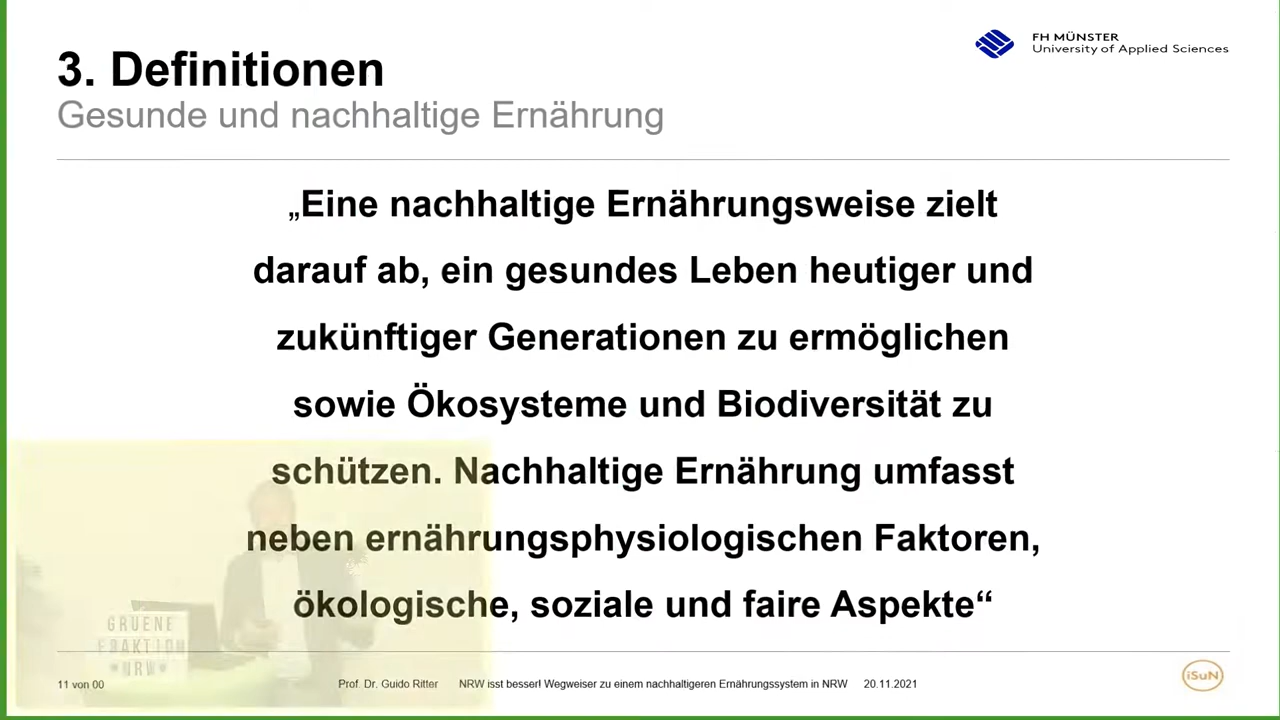 3. Definitionen
FH MÜNSTER
University of Applied Sciences
Gesunde und nachhaltige Ernährung
„Eine nachhaltige Ernährungsweise zielt
darauf ab, ein gesundes Leben heutiger und
zukünftiger Generationen zu ermöglichen
sowie Ökosysteme und Biodiversität zu
schützen. Nachhaltige Ernährung umfasst
neben ernährungsphysiologischen Faktoren,
ökologische, soziale und faire Aspekte“
GRUENE
FRAKTION
NRW
11 von 00
Prof. Dr. Guido Ritter NRW isst besser! Wegweiser zu einem nachhaltigeren Ernährungssystem in NRW 20.11.2021
iSuN